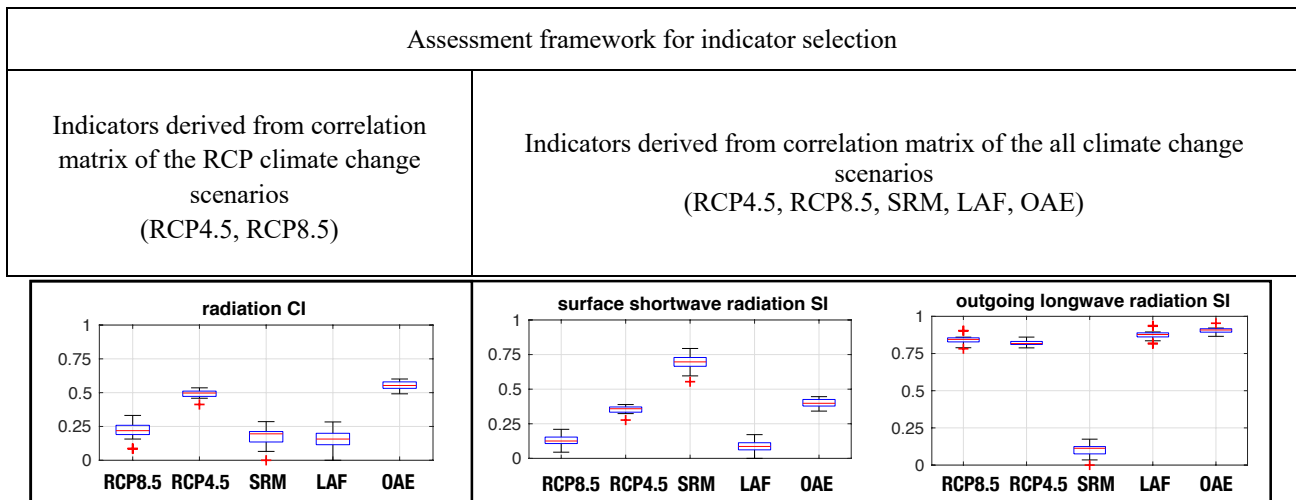 Assessment framework for indicator selection
Indicators derived from correlation
matrix of the RCP climate change
scenarios
(RCP4.5, RCP8.5)
Indicators derived from correlation matrix of the all climate change
scenarios
(RCP4.5, RCP8.5, SRM, LAF, OAE)
radiation CI
1
0.75
0.5
0.25
0
RCP8.5 RCP4.5 SRM LAF OAE
surface shortwave radiation SI
1
0.75
0.5
0.25
0
RCP8.5 RCP4.5 SRM LAF OAE
outgoing longwave radiation SI
1
0.75
0.5
0.25
0
RCP8.5 RCP4.5 SRM LAF OAE